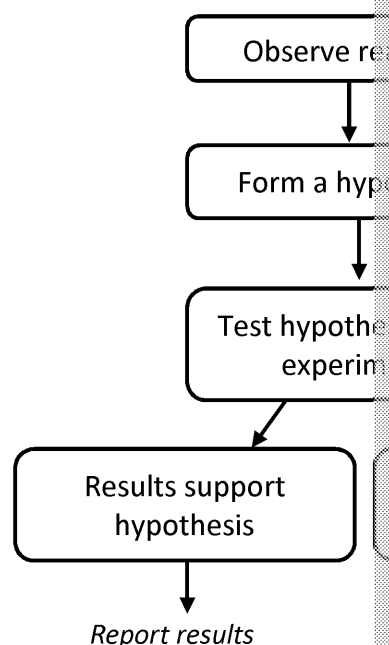 Observe
Form a
Test
Results support
hypothesis
Report results